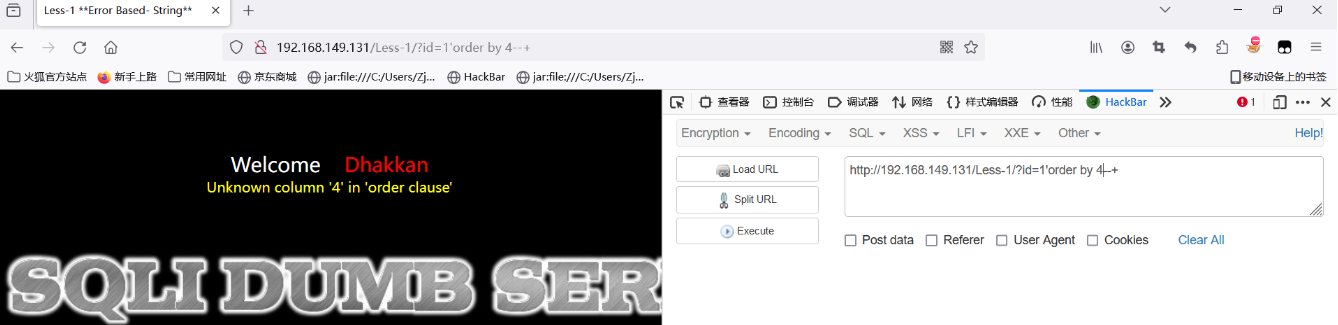 Less-1 **Error Based- String**
192.168.149.131/Less-1/?id=1'order by 4--+
火狐官方站点 新手上路 常用网址 京东商城 jar:file:///C:/Users/Zj... HackBar jar:file:///C:/Users/Zj... 移动设备上的书签
查看器 控制台 调试器 网络 样式编辑器 性能 HackBar 1
Encryption Encoding SQL XSS LFI XXE Other Help!
Welcome Dhakkan
Unknown column '4' in 'order clause'
SQLI DUMB SER
Load URL
Split URL
Execute
http://192.168.149.131/Less-1/?id=1'order by 4--+
Post data Referer User Agent Cookies Clear All